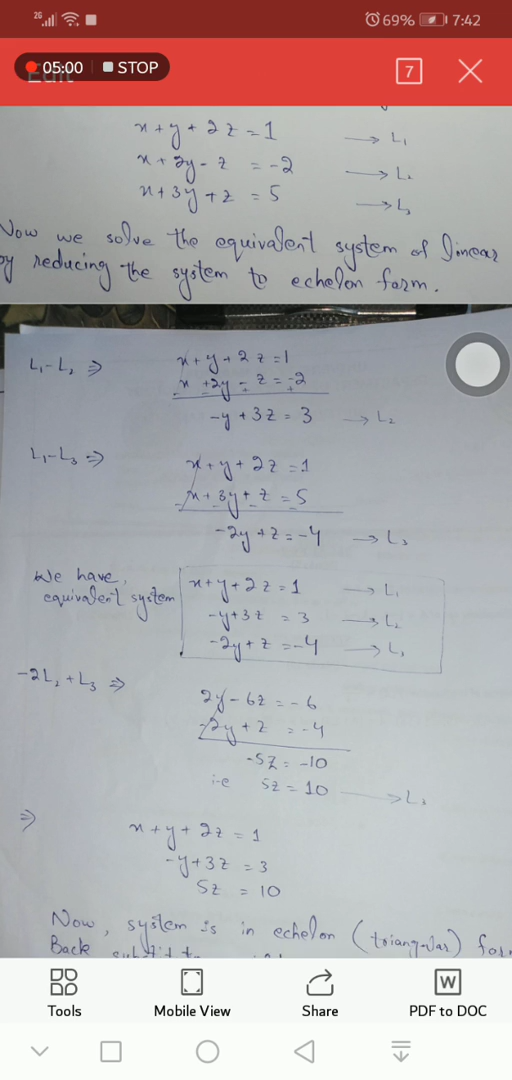 2G 69% 7:42
05:00 STOP 7
x+y+2z=1 → L₁
x+2y-z=-2 → L₂
x+3y+z=5 → L₃
Now we solve the equivalent system of linear
by reducing the system to echelon form.
L₁-L₂ ⇒ x+y+2z=1
x+2y-z=-2
-y+3z=3 → L₂
L₁-L₃ ⇒ x+y+2z=1
x+3y+z=5
-2y+z=-4 → L₃
We have, x+y+2z=1 → L₁
equivalent system -y+3z=3 → L₂
-2y+z=-4 → L₃
-2L₂+L₃ ⇒ 2y-6z=-6
-2y+z=-4
-5z=-10
i-e 5z=10 → L₃
⇒ x+y+2z=1
-y+3z=3
5z=10
Now, system is in echelon (triangular) for
Back
Tools Mobile View Share PDF to DOC